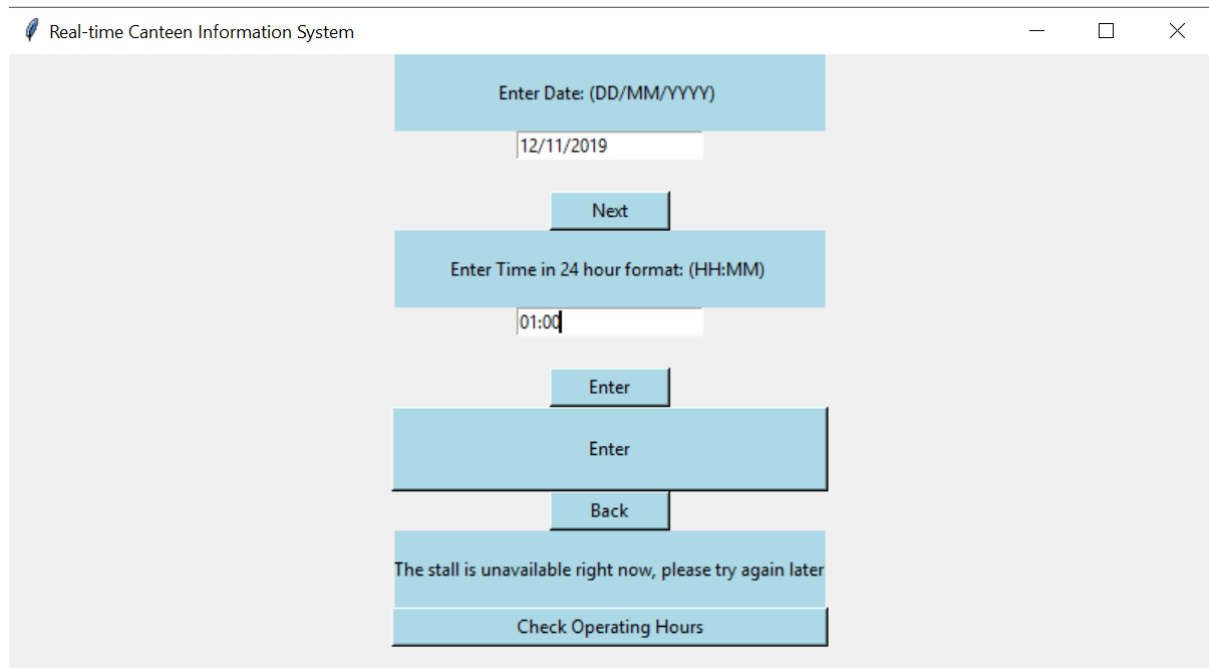 Real-time Canteen Information System
Enter Date: (DD/MM/YYYY)
12/11/2019
Next
Enter Time in 24 hour format: (HH:MM)
01:00
Enter
Enter
Back
The stall is unavailable right now, please try again later
Check Operating Hours